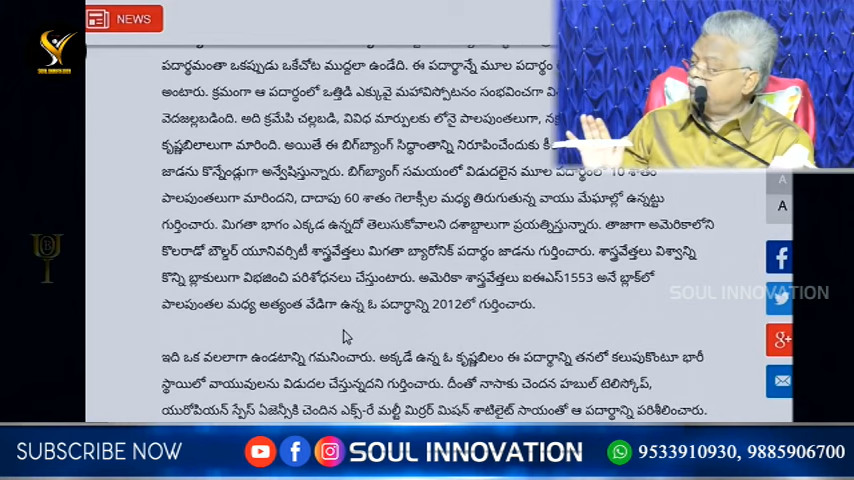 NEWS
SOUL INNOVATION
పదార్థమంతా ఒకప్పుడు ఒకేచోట ముద్దలా ఉండేది. ఈ పదార్థాన్నే మూల పదార్థం
అంటారు. క్రమంగా ఆ పదార్థంలో ఒత్తిడి ఎక్కువై మహావిస్పోటనం సంభవించగా
వెదజల్లబడింది. అది క్రమేపి చల్లబడి, వివిధ మార్పులకు లోనై పాలపుంతలుగా,
కృష్ణబిలాలుగా మారింది. అయితే ఈ బిగ్‌బ్యాంగ్ సిద్ధాంతాన్ని నిరూపించేందుకు
జాడను కొన్నేండ్లుగా అన్వేషిస్తున్నారు. బిగ్‌బ్యాంగ్ సమయంలో విడుదలైన మూల పదార్థంలో 10 శాతం
పాలపుంతలుగా మారిందని, దాదాపు 60 శాతం గెలాక్సీల మధ్య తిరుగుతున్న వాయు మేఘాల్లో ఉన్నట్టు
గుర్తించారు. మిగతా భాగం ఎక్కడ ఉన్నదో తెలుసుకోవాలని దశాబ్దాలుగా ప్రయత్నిస్తున్నారు. తాజాగా అమెరికాలోని
కొలరాడో బౌల్డర్ యూనివర్సిటీ శాస్త్రవేత్తలు మిగతా బ్యారోనిక్ పదార్థం జాడను గుర్తించారు. శాస్త్రవేత్తలు విశ్వాన్ని
కొన్ని బ్లాకులుగా విభజించి పరిశోధనలు చేస్తుంటారు. అమెరికా శాస్త్రవేత్తలు ఐఈఎస్1553 అనే బ్లాక్‌లో
పాలపుంతల మధ్య అత్యంత వేడిగా ఉన్న ఓ పదార్థాన్ని 2012లో గుర్తించారు.
ఇది ఒక వలలాగా ఉండటాన్ని గమనించారు. అక్కడే ఉన్న ఓ కృష్ణబిలం ఈ పదార్థాన్ని తనలో కలుపుకొంటూ భారీ
స్థాయిలో వాయువులను విడుదల చేస్తున్నదని గుర్తించారు. దీంతో నాసాకు చెందిన హబుల్ టెలిస్కోప్,
యురోపియన్ స్పేస్ ఏజెన్సీకి చెందిన ఎక్స్-రే మల్టీ మిర్రర్ మిషన్ శాటిలైట్ సాయంతో ఆ పదార్థాన్ని పరిశీలించారు.
A
A
SOUL INNOVATION
SUBSCRIBE NOW
SOUL INNOVATION
9533910930, 9885906700